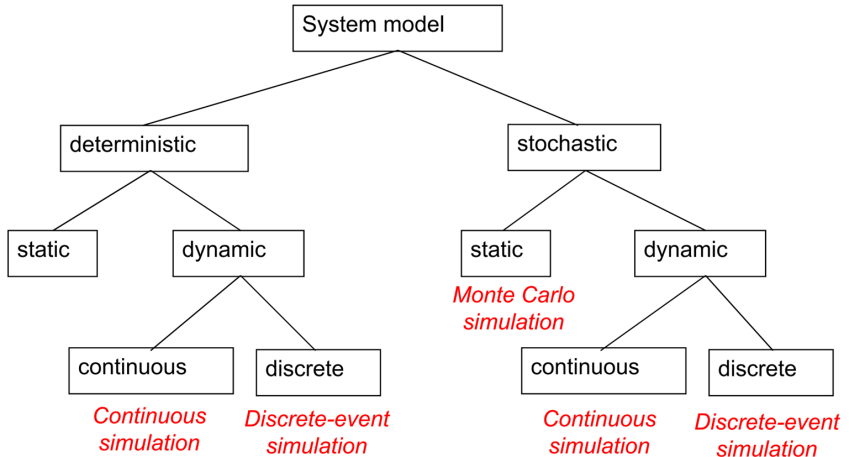 System model
deterministic
stochastic
static
dynamic
static
dynamic
Monte Carlo
simulation
continuous
discrete
continuous
discrete
Continuous
simulation
Discrete-event
simulation
Continuous
simulation
Discrete-event
simulation